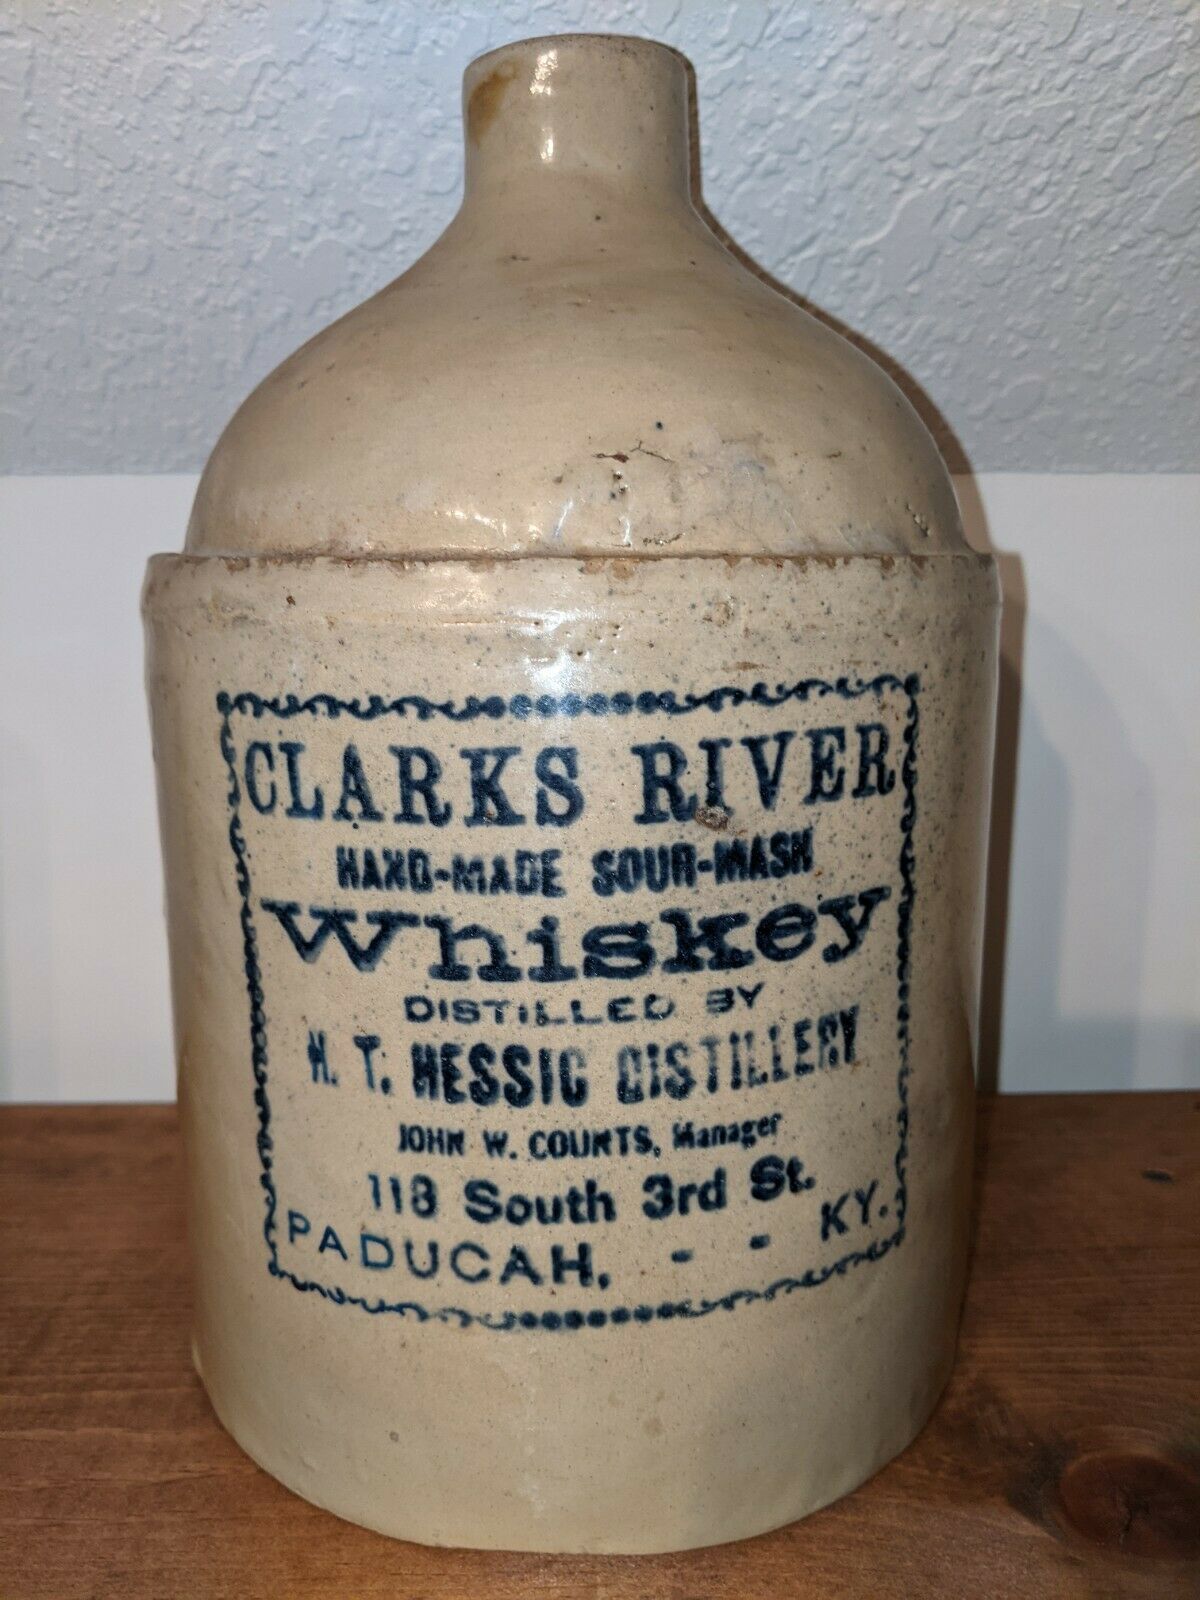 CLARKS RIVER
HAND-MADE SOUR-MASH
Whiskey
DISTILLED BY
H. T. HESSIG DISTILLERY
JOHN W. COUNTS, Manager
118 South 3rd St.
PADUCAH, - - KY.